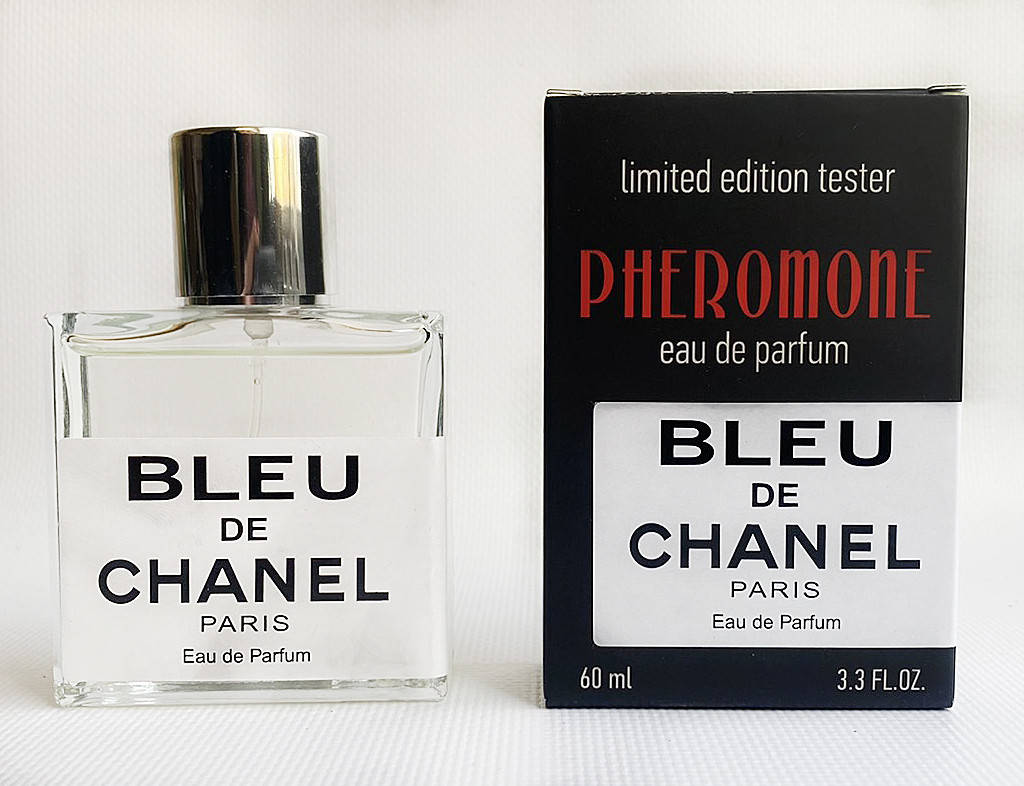 BLEU
DE
CHANEL
PARIS
Eau de Parfum
limited edition tester
PHEROMONE
eau de parfum
BLEU
DE
CHANEL
PARIS
Eau de Parfum
60 ml 3.3 FL.OZ.